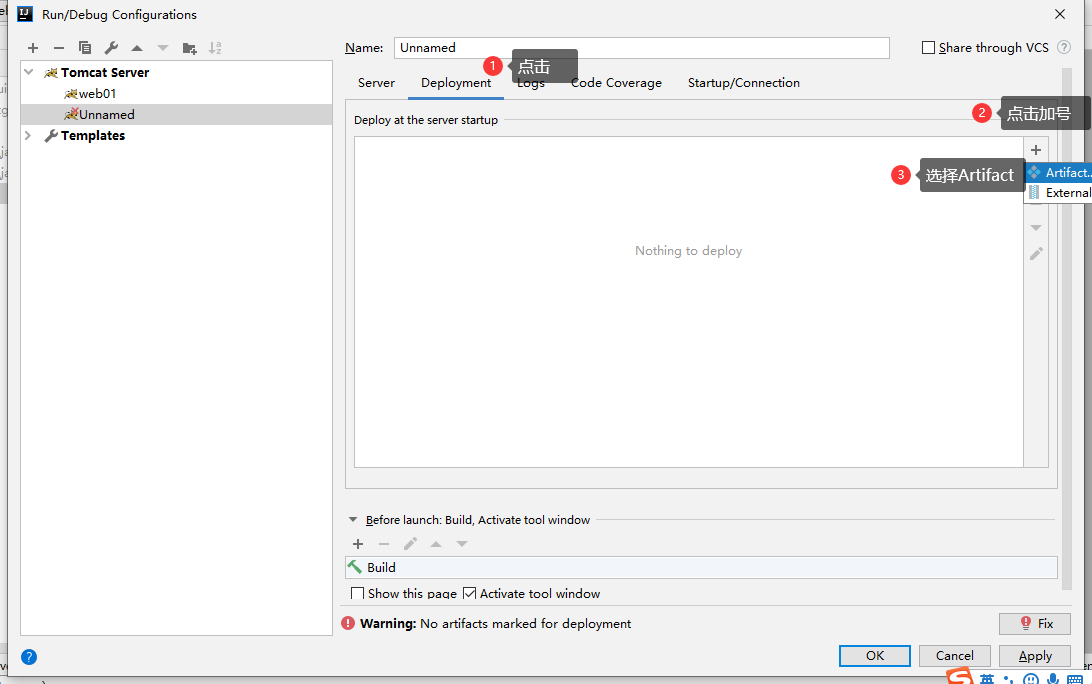 Run/Debug Configurations
Name: Unnamed
Share through VCS
?
1 点击
Server Deployment Logs Code Coverage Startup/Connection
Tomcat Server
web01
Unnamed
Templates
2 点击加号
Deploy at the server startup
3 选择Artifact
Artifact...
External
Nothing to deploy
Before launch: Build, Activate tool window
Build
Show this page Activate tool window
Warning: No artifacts marked for deployment
Fix
?
OK Cancel Apply
英